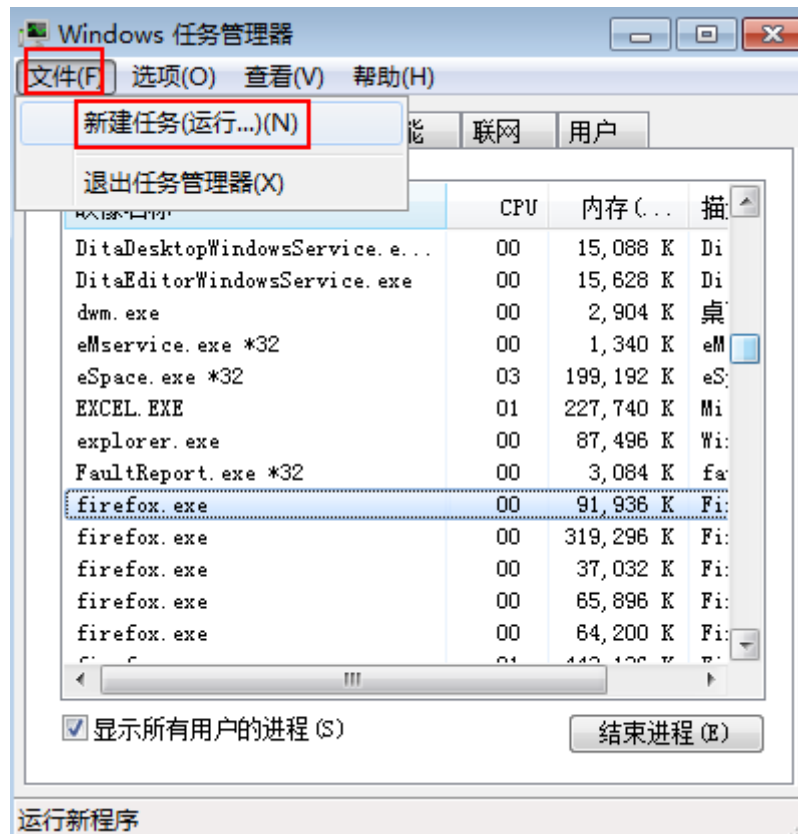 Windows 任务管理器
文件(F) 选项(O) 查看(V) 帮助(H)
新建任务(运行...)(N)
联网 用户
退出任务管理器(X)
CPU 内存(...
DitaDesktopWindowsService.e... 00 15,088 K Di
DitaEditorWindowsService.exe 00 15,628 K Di
dwm.exe 00 2,904 K 桌
eMservice.exe *32 00 1,340 K eM
eSpace.exe *32 03 199,192 K eS
EXCEL.EXE 01 227,740 K Mi
explorer.exe 00 87,496 K Wi
FaultReport.exe *32 00 3,084 K fa
firefox.exe 00 91,936 K Fi
firefox.exe 00 319,296 K Fi
firefox.exe 00 37,032 K Fi
firefox.exe 00 65,896 K Fi
firefox.exe 00 64,200 K Fi
显示所有用户的进程(S) 结束进程(E)
运行新程序